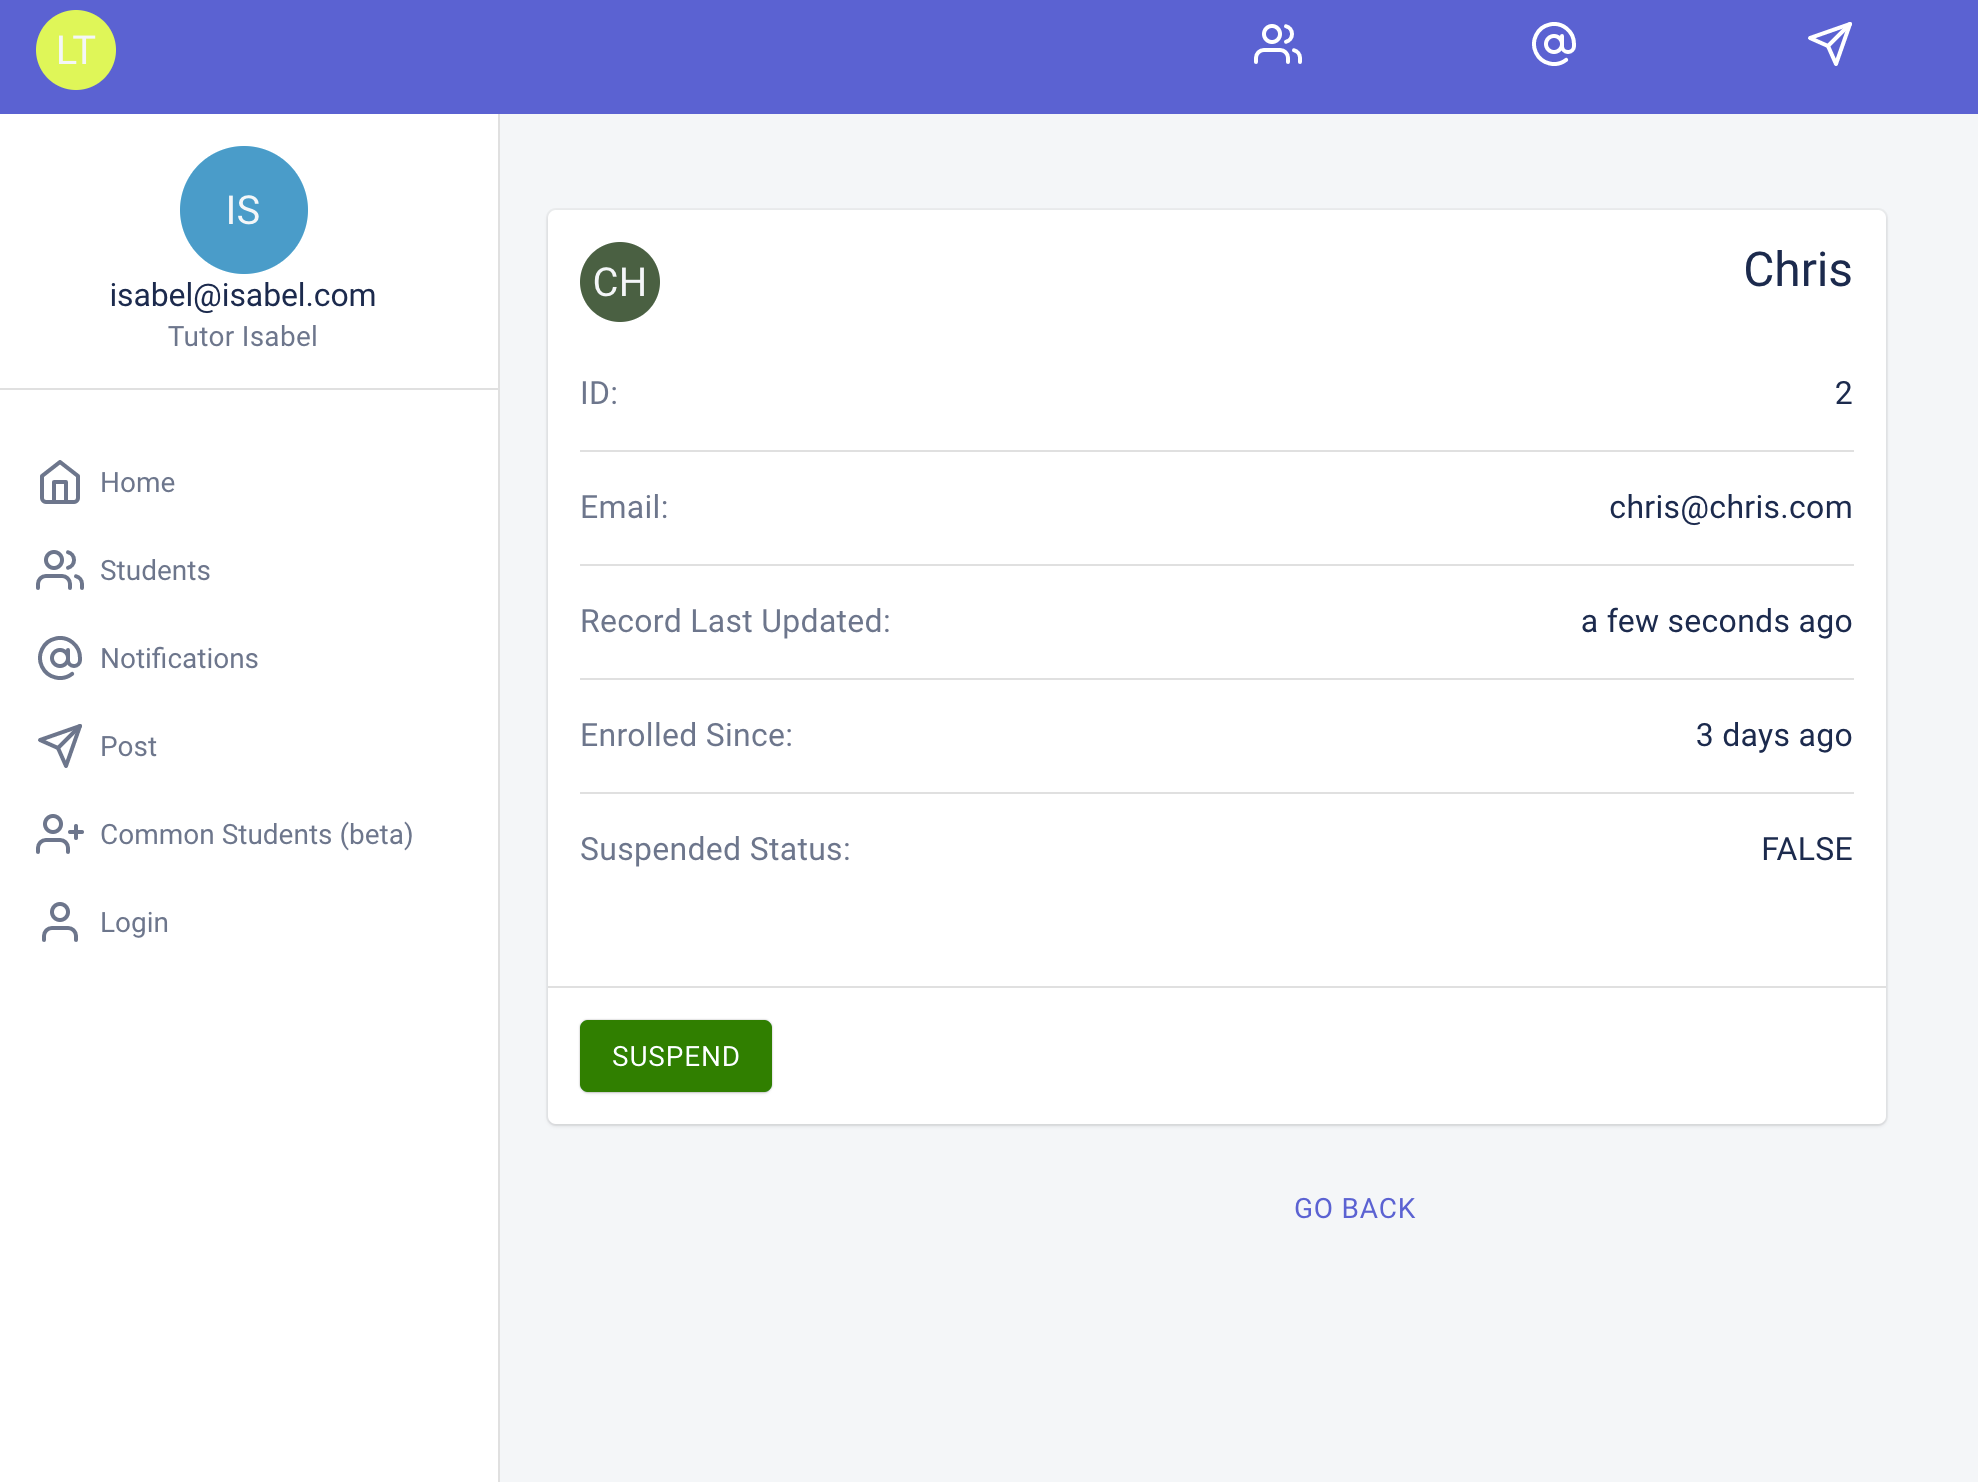 LT
IS
isabel@isabel.com
Tutor Isabel
Home
Students
Notifications
Post
Common Students (beta)
Login
CH
Chris
ID: 2
Email: chris@chris.com
Record Last Updated: a few seconds ago
Enrolled Since: 3 days ago
Suspended Status: FALSE
SUSPEND
GO BACK